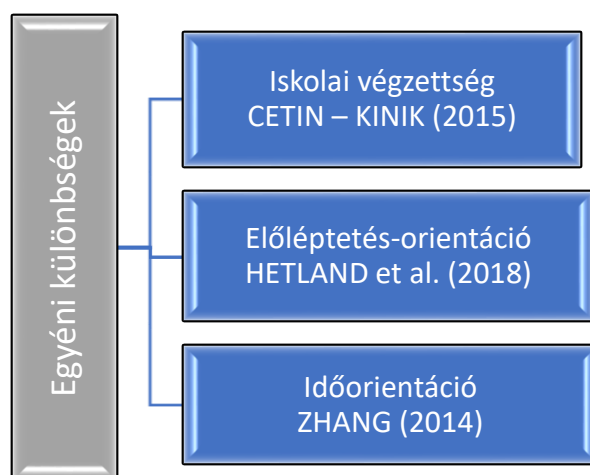 Egyéni különbségek
Iskolai végzettség
CETIN – KINIK (2015)
Előléptetés-orientáció
HETLAND et al. (2018)
Időorientáció
ZHANG (2014)